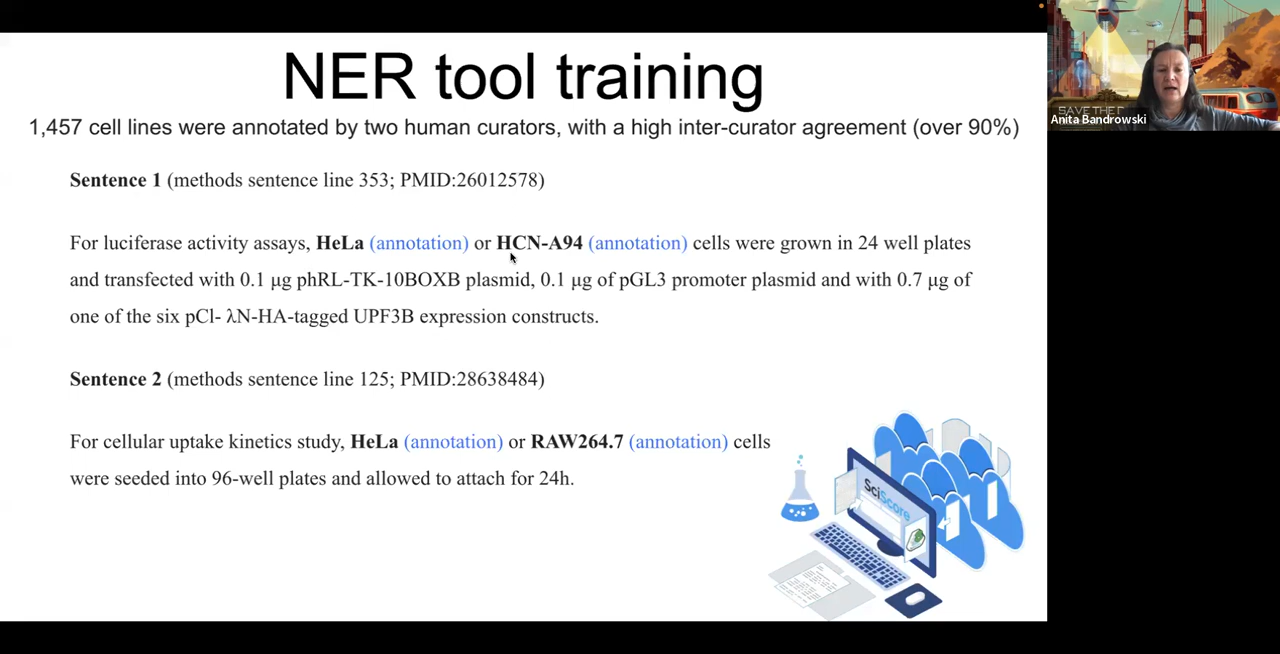 NER tool training
1,457 cell lines were annotated by two human curators, with a high inter-curator agreement (over 90%)
Sentence 1 (methods sentence line 353; PMID:26012578)
For luciferase activity assays, HeLa (annotation) or HCN-A94 (annotation) cells were grown in 24 well plates
and transfected with 0.1 μg phRL-TK-10BOXB plasmid, 0.1 μg of pGL3 promoter plasmid and with 0.7 μg of
one of the six pCl- λN-HA-tagged UPF3B expression constructs.
Sentence 2 (methods sentence line 125; PMID:28638484)
For cellular uptake kinetics study, HeLa (annotation) or RAW264.7 (annotation) cells
were seeded into 96-well plates and allowed to attach for 24h.
SciScore
SAVE THE
Anita Bandrowski